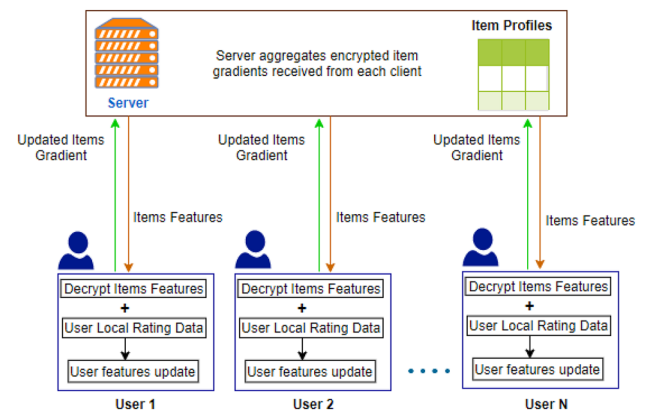 Item Profiles
Server aggregates encrypted item
gradients received from each client
Server
Updated Items
Gradient
Updated Items
Gradient
Updated Items
Gradient
Items Features
Items Features
Items Features
Decrypt Items Features
+
User Local Rating Data
User features update
User 1
Decrypt Items Features
+
User Local Rating Data
User features update
User 2
Decrypt Items Features
+
User Local Rating Data
User features update
User N